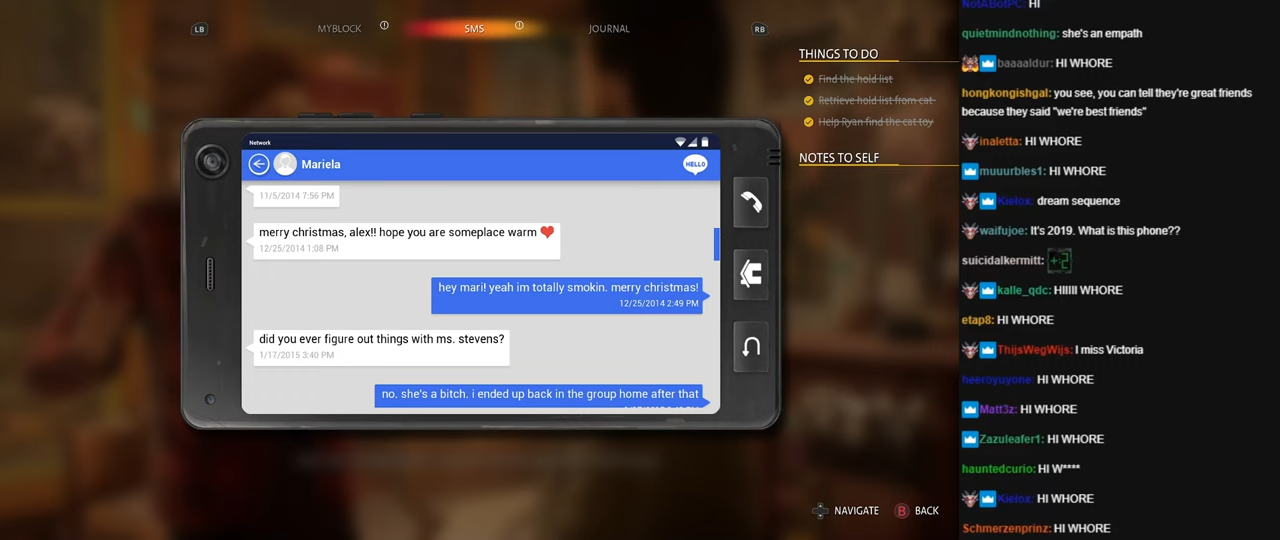 LB
MYBLOCK
SMS
JOURNAL
RB
THINGS TO DO
Find the hold list
Retrieve hold list from cat
Help Ryan find the cat toy
NOTES TO SELF
Network
Mariela
HELLO
11/5/2014 7:56 PM
merry christmas, alex!! hope you are someplace warm ❤
12/25/2014 1:08 PM
hey mari! yeah im totally smokin. merry christmas!
12/25/2014 2:49 PM
did you ever figure out things with ms. stevens?
1/17/2015 3:40 PM
no. she's a bitch. i ended up back in the group home after that
NAVIGATE
B BACK
NotABotPC: HI
quietmindnothing: she's an empath
baaaaldur: HI WHORE
hongkongishgal: you see, you can tell they're great friends
because they said "we're best friends"
inaletta: HI WHORE
muuurbles1: HI WHORE
Kielox: dream sequence
waifujoe: It's 2019. What is this phone??
suicidalkermitt: +2
kalle_qdc: HIIIII WHORE
etap8: HI WHORE
ThijsWegWijs: I miss Victoria
heeroyuyone: HI WHORE
Matt3z: HI WHORE
Zazuleafer1: HI WHORE
hauntedcurio: HI W****
Kielox: HI WHORE
Schmerzenprinz: HI WHORE